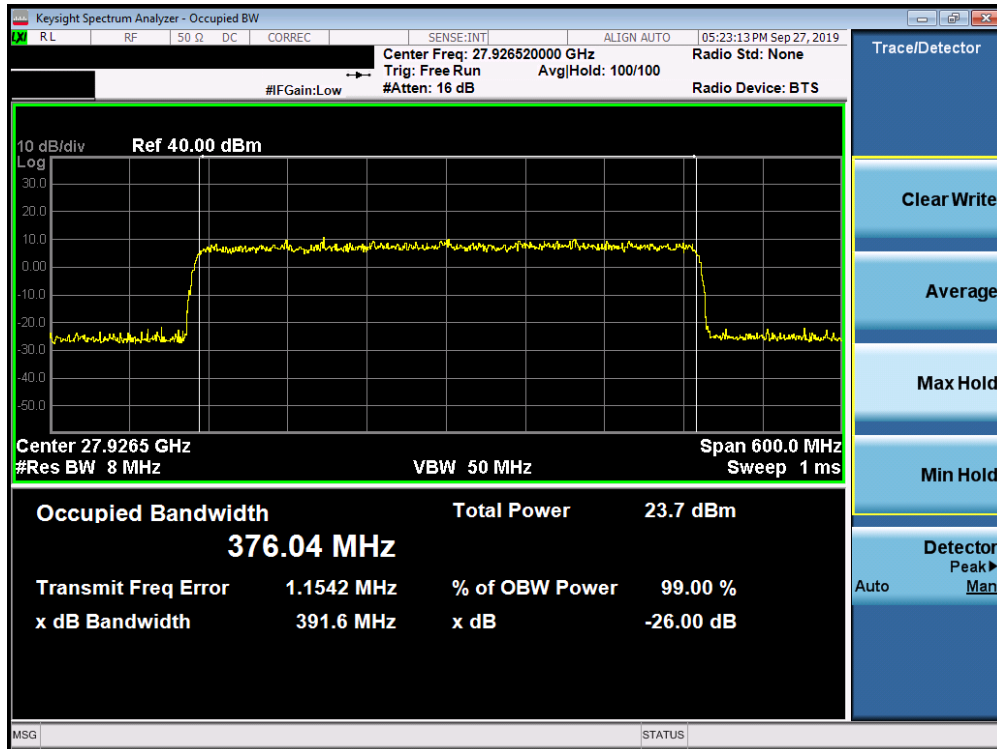 Keysight Spectrum Analyzer - Occupied BW
LXI RL RF 50 Ω DC CORREC SENSE:INT ALIGN AUTO 05:23:13 PM Sep 27, 2019
Center Freq: 27.926520000 GHz Radio Std: None
Trig: Free Run Avg|Hold: 100/100
#IFGain:Low #Atten: 16 dB Radio Device: BTS
10 dB/div Ref 40.00 dBm
Log
30.0
20.0
10.0
0.00
-10.0
-20.0
-30.0
-40.0
-50.0
Center 27.9265 GHz Span 600.0 MHz
#Res BW 8 MHz VBW 50 MHz Sweep 1 ms
Occupied Bandwidth Total Power 23.7 dBm
376.04 MHz
Transmit Freq Error 1.1542 MHz % of OBW Power 99.00 %
x dB Bandwidth 391.6 MHz x dB -26.00 dB
MSG STATUS
Trace/Detector
Clear Write
Average
Max Hold
Min Hold
Detector
Peak▶
Auto Man